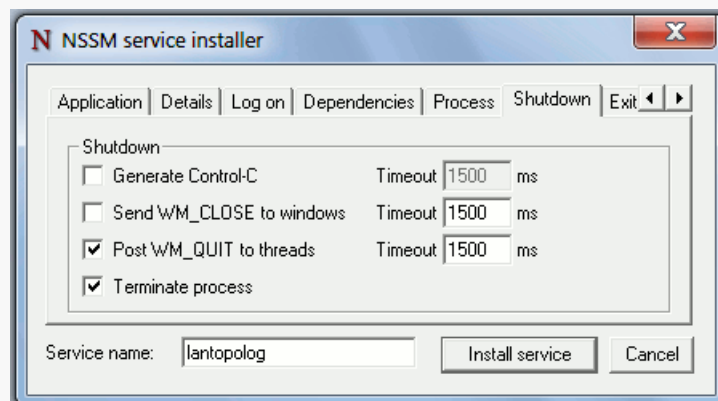 N NSSM service installer
Application Details Log on Dependencies Process Shutdown Exit
Shutdown
Generate Control-C Timeout 1500 ms
Send WM_CLOSE to windows Timeout 1500 ms
Post WM_QUIT to threads Timeout 1500 ms
Terminate process
Service name: lantopolog Install service Cancel